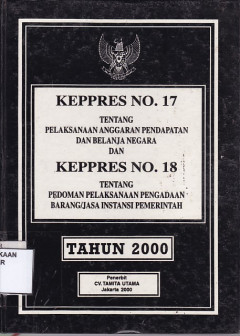 KEPPRES NO. 17
TENTANG
PELAKSANAAN ANGGARAN PENDAPATAN
DAN BELANJA NEGARA
DAN
KEPPRES NO. 18
TENTANG
PEDOMAN PELAKSANAAN PENGADAAN
BARANG/JASA INSTANSI PEMERINTAH
TAHUN 2000
Penerbit
CV. TAMITA UTAMA
Jakarta 2000